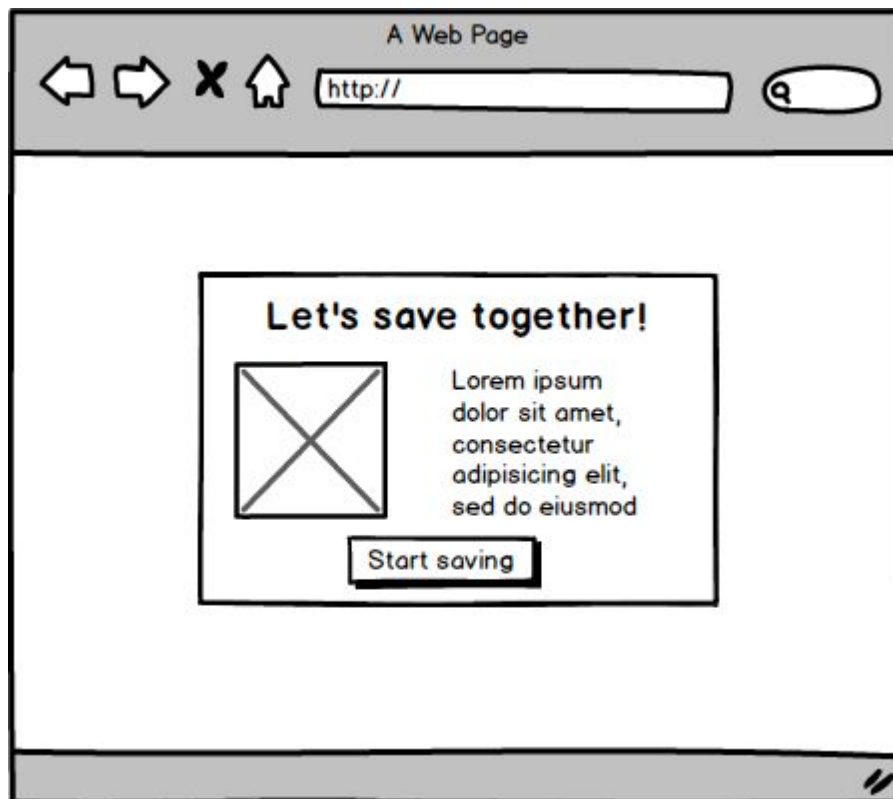 A Web Page
http://
Let's save together!
Lorem ipsum
dolor sit amet,
consectetur
adipisicing elit,
sed do eiusmod
Start saving